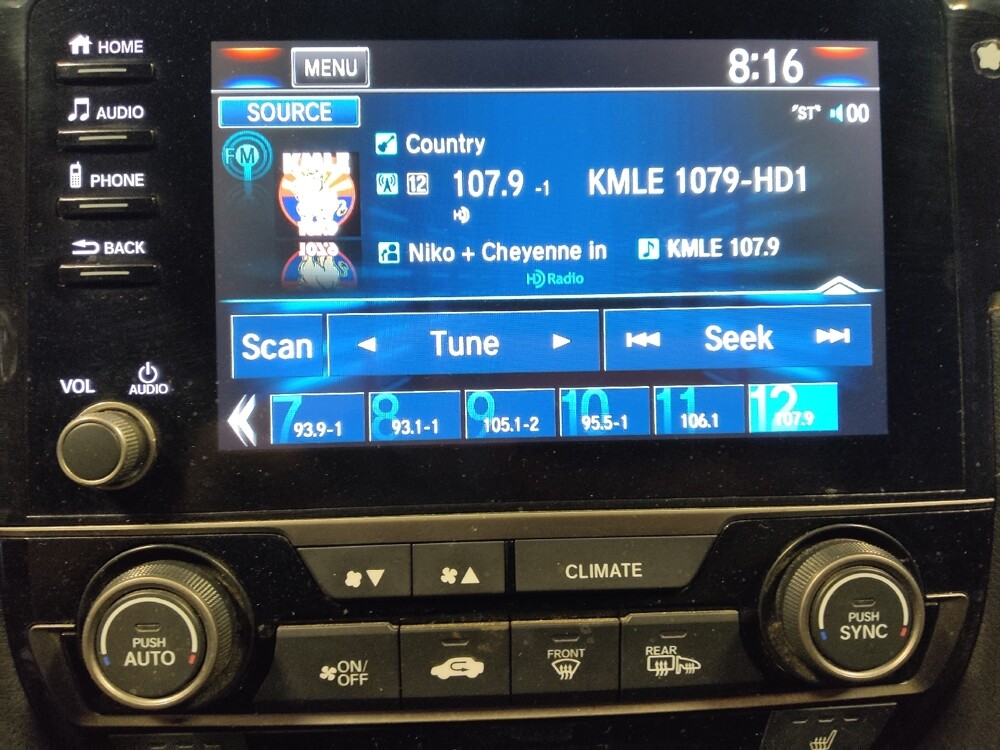 HOME
AUDIO
PHONE
BACK
VOL
AUDIO
MENU
8:16
SOURCE
"ST" 00
FM
KMLE
Country
12 107.9 -1 KMLE 1079-HD1
HD
Niko + Cheyenne in KMLE 107.9
HD Radio
Scan Tune Seek
7 93.9-1
8 93.1-1
9 105.1-2
10 95.5-1
11 106.1
12 107.9
CLIMATE
PUSH
AUTO
ON/
OFF
FRONT
REAR
PUSH
SYNC